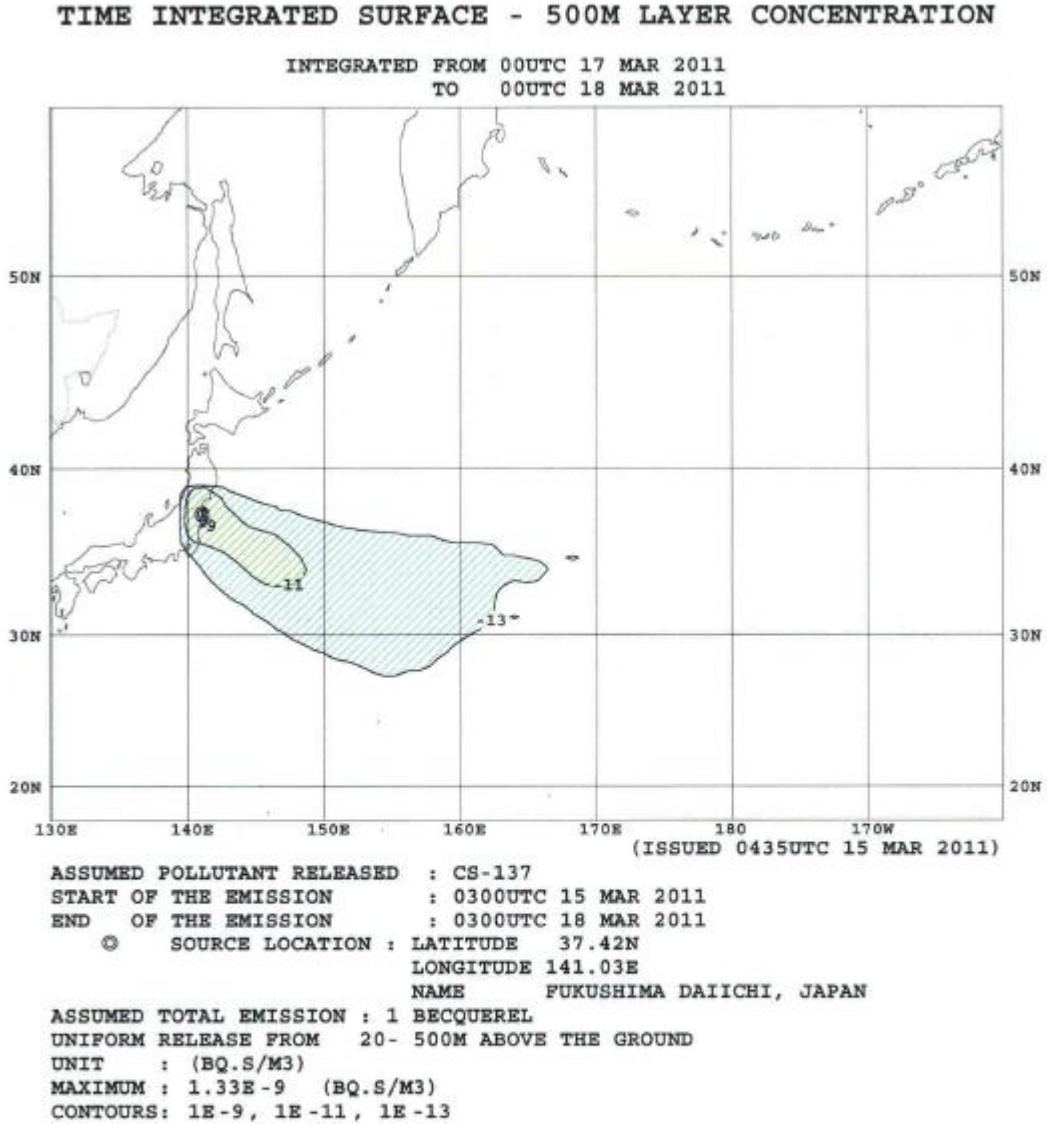 TIME INTEGRATED SURFACE - 500M LAYER CONCENTRATION
INTEGRATED FROM 00UTC 17 MAR 2011
TO 00UTC 18 MAR 2011
50N 50N
40N 40N
-9
-11
-13
30N 30N
20N 20N
130E 140E 150E 160E 170E 180 170W
(ISSUED 0435UTC 15 MAR 2011)
ASSUMED POLLUTANT RELEASED : CS-137
START OF THE EMISSION : 0300UTC 15 MAR 2011
END OF THE EMISSION : 0300UTC 18 MAR 2011
◎ SOURCE LOCATION : LATITUDE 37.42N
LONGITUDE 141.03E
NAME FUKUSHIMA DAIICHI, JAPAN
ASSUMED TOTAL EMISSION : 1 BECQUEREL
UNIFORM RELEASE FROM 20- 500M ABOVE THE GROUND
UNIT : (BQ.S/M3)
MAXIMUM : 1.33E-9 (BQ.S/M3)
CONTOURS: 1E-9, 1E-11, 1E-13